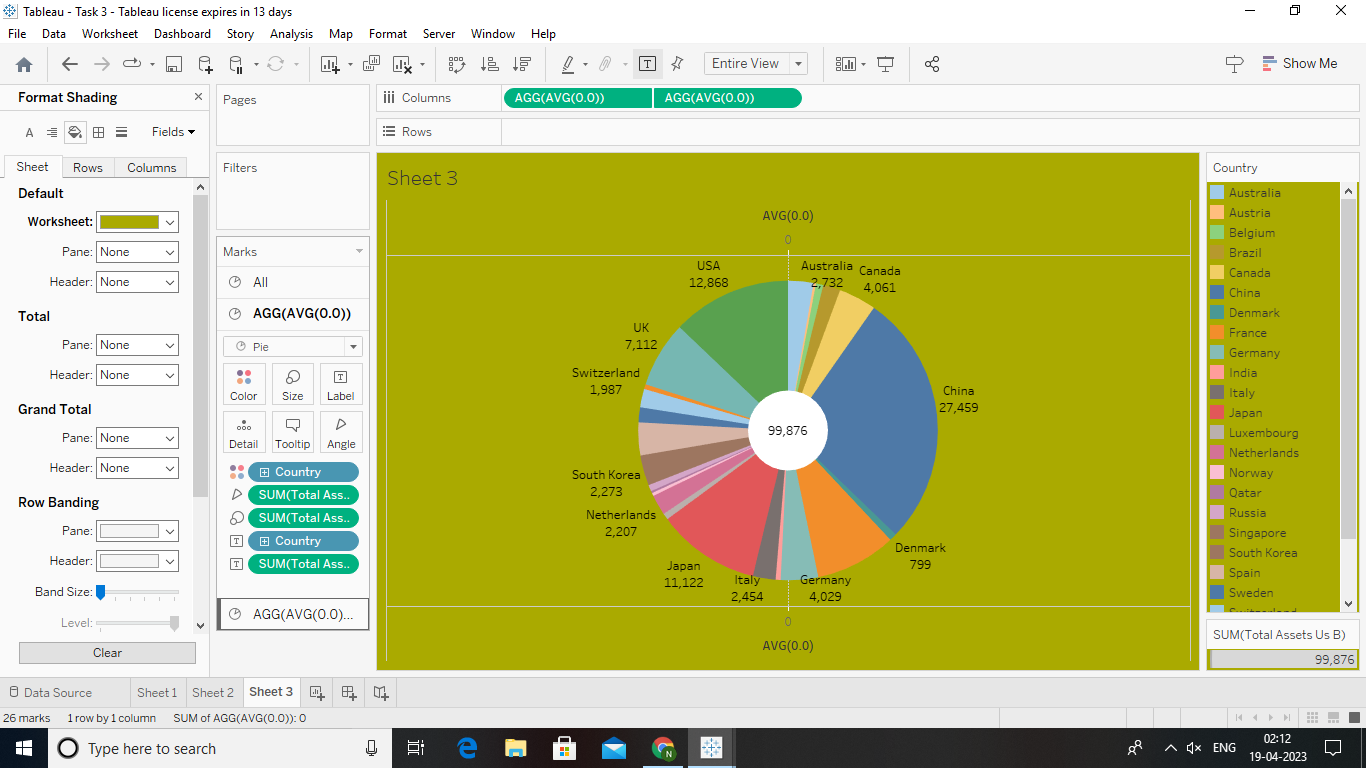 Tableau - Task 3 - Tableau license expires in 13 days
File Data Worksheet Dashboard Story Analysis Map Format Server Window Help
Entire View
Show Me
Format Shading
A
Fields
Sheet Rows Columns
Default
Worksheet:
Pane: None
Header: None
Total
Pane: None
Header: None
Grand Total
Pane: None
Header: None
Row Banding
Pane:
Header:
Band Size:
Level:
Clear
Pages
Filters
Marks
All
AGG(AVG(0.0))
Pie
Color Size Label
Detail Tooltip Angle
Country
SUM(Total Ass..
SUM(Total Ass..
Country
SUM(Total Ass..
AGG(AVG(0.0)...
Columns AGG(AVG(0.0)) AGG(AVG(0.0))
Rows
Sheet 3
AVG(0.0)
0
USA
12,868
Australia
2,732
Canada
4,061
UK
7,112
Switzerland
1,987
China
27,459
99,876
South Korea
2,273
Netherlands
2,207
Denmark
799
Japan
11,122
Italy
2,454
Germany
4,029
0
AVG(0.0)
Country
Australia
Austria
Belgium
Brazil
Canada
China
Denmark
France
Germany
India
Italy
Japan
Luxembourg
Netherlands
Norway
Qatar
Russia
Singapore
South Korea
Spain
Sweden
Switzerland
SUM(Total Assets Us B)
99,876
Data Source Sheet 1 Sheet 2 Sheet 3
26 marks 1 row by 1 column SUM of AGG(AVG(0.0)): 0
Type here to search
N
ENG
02:12
19-04-2023